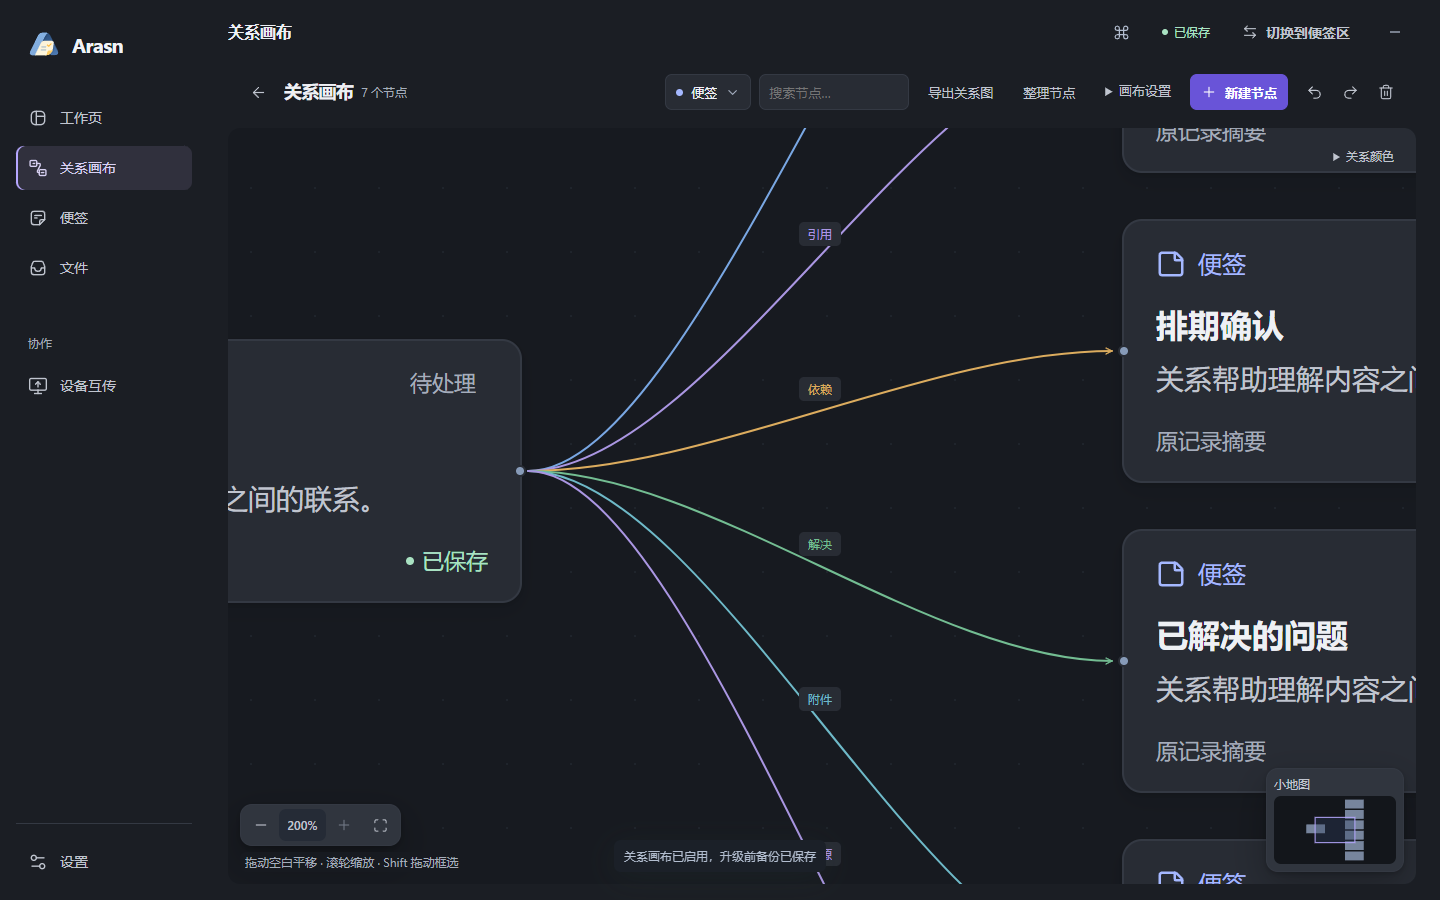 Arasn
工作页
关系画布
便签
文件
协作
设备互传
设置
关系画布
已保存
切换到便签区
关系画布 7 个节点
便签
搜索节点...
导出关系图
整理节点
画布设置
新建节点
原记录摘要
关系颜色
引用
便签
排期确认
关系帮助理解内容之间
原记录摘要
依赖
待处理
之间的联系。
已保存
解决
便签
已解决的问题
关系帮助理解内容之间
原记录摘要
附件
小地图
200%
拖动空白平移 · 滚轮缩放 · Shift 拖动框选
关系画布已启用，升级前备份已保存
源
便签